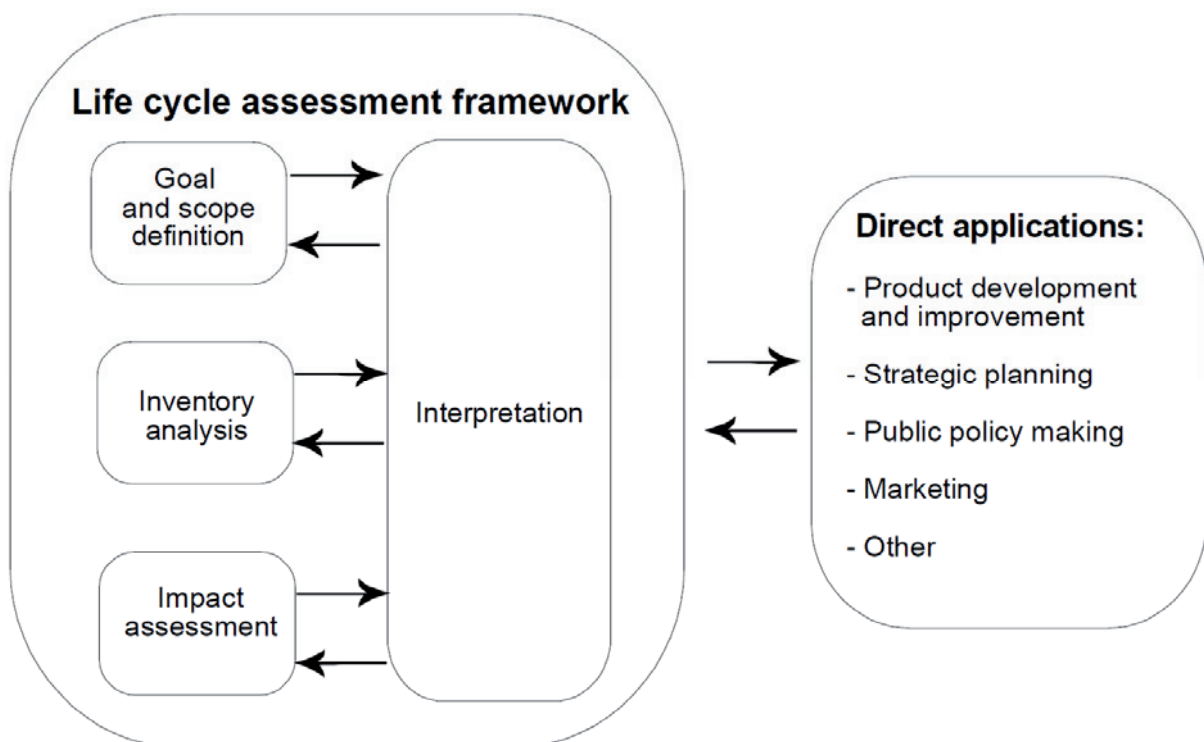 Life cycle assessment framework
Goal
and scope
definition
Inventory
analysis
Impact
assessment
Interpretation
Direct applications:
- Product development
and improvement
- Strategic planning
- Public policy making
- Marketing
- Other